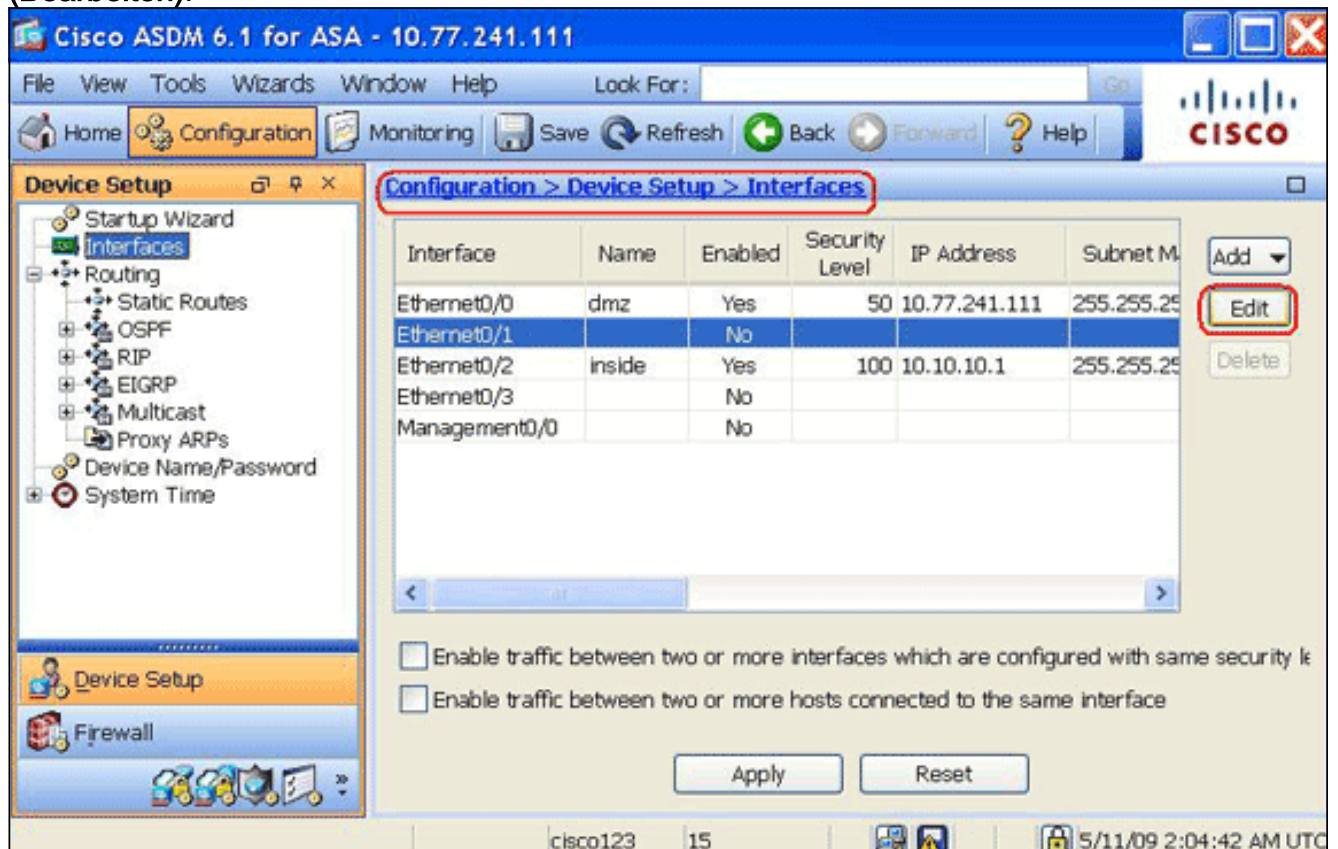 (Bearbeiten).
Cisco ASDM 6.1 for ASA - 10.77.241.111
File View Tools Wizards Window Help Look For: Go
Home Configuration Monitoring Save Refresh Back Forward Help
CISCO
Device Setup
Startup Wizard
Interfaces
Routing
Static Routes
OSPF
RIP
EIGRP
Multicast
Proxy ARPs
Device Name/Password
System Time
Device Setup
Firewall
Configuration > Device Setup > Interfaces
Interface Name Enabled Security Level IP Address Subnet M
Ethernet0/0 dmz Yes 50 10.77.241.111 255.255.25
Ethernet0/1 No
Ethernet0/2 inside Yes 100 10.10.10.1 255.255.25
Ethernet0/3 No
Management0/0 No
Add
Edit
Delete
Enable traffic between two or more interfaces which are configured with same security le
Enable traffic between two or more hosts connected to the same interface
Apply Reset
cisco123 15 5/11/09 2:04:42 AM UTC